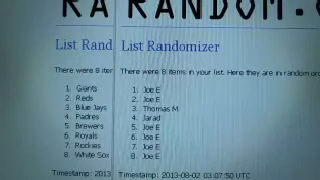 RA RANDOM.
List Rand List Randomizer
There were 8 item There were 8 items in your list. Here they are in random ord
1. Giants 1. Joe E
2. Reds 2. Joe E
3. Blue Jays 3. Thomas M
4. Padres 4. Jarad
5. Brewers 5. Joe E
6. Royals 6. Joe E
7. Rockies 7. Joe E
8. White Sox 8. Joe E
Timestamp: 2013 Timestamp: 2013-08-02 03:07:50 UTC